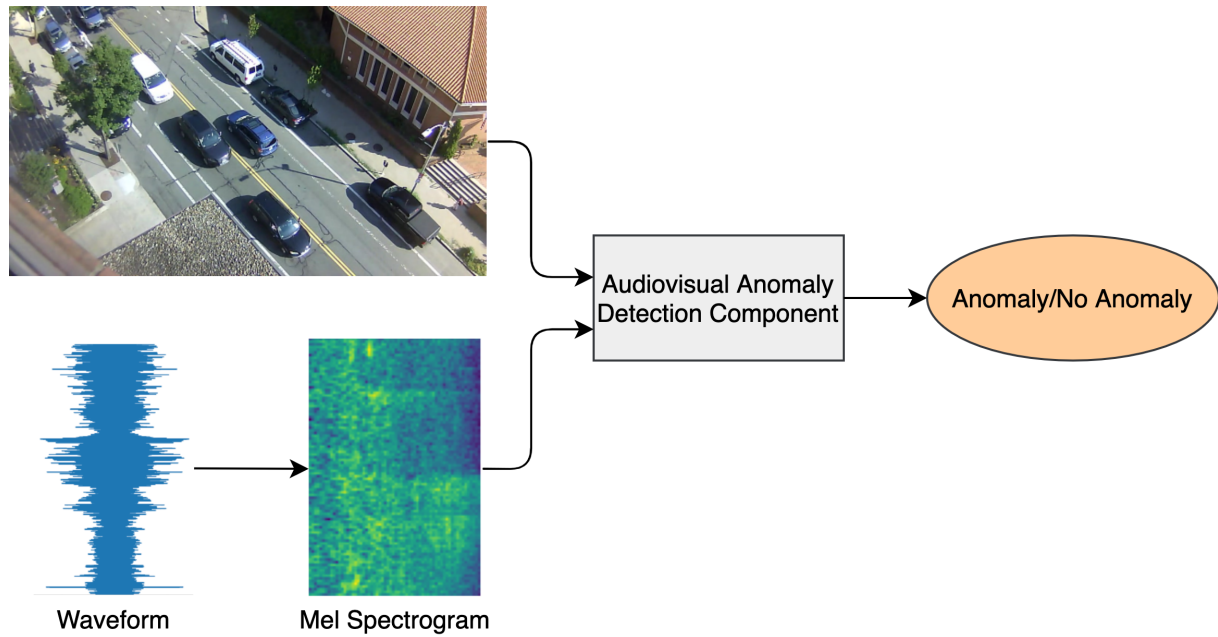 Audiovisual Anomaly
Detection Component
Anomaly/No Anomaly
Waveform
Mel Spectrogram